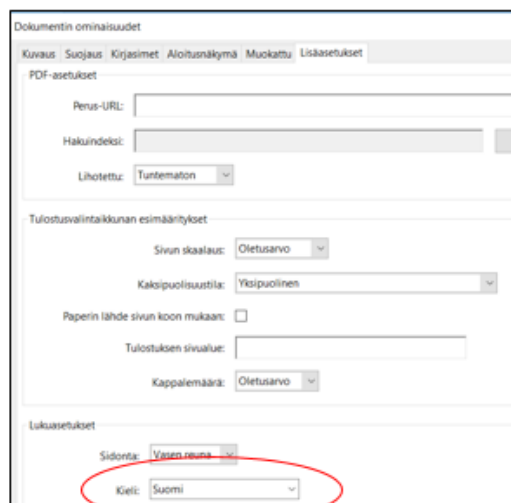 Dokumentin ominaisuudet
Kuvaus Suojaus Kirjasimet Aloitusnäkymä Muokattu Lisäasetukset
PDF-asetukset
Perus-URL:
Hakuindeksi:
Lihotettu: Tuntematon
Tulostusvalintaikkunan esimääritykset
Sivun skaalaus: Oletusarvo
Kaksipuolisuustila: Yksipuolinen
Paperin lähde sivun koon mukaan:
Tulostuksen sivualue:
Kappalemäärä: Oletusarvo
Lukuasetukset
Sidonta: Vasen reuna
Kieli: Suomi